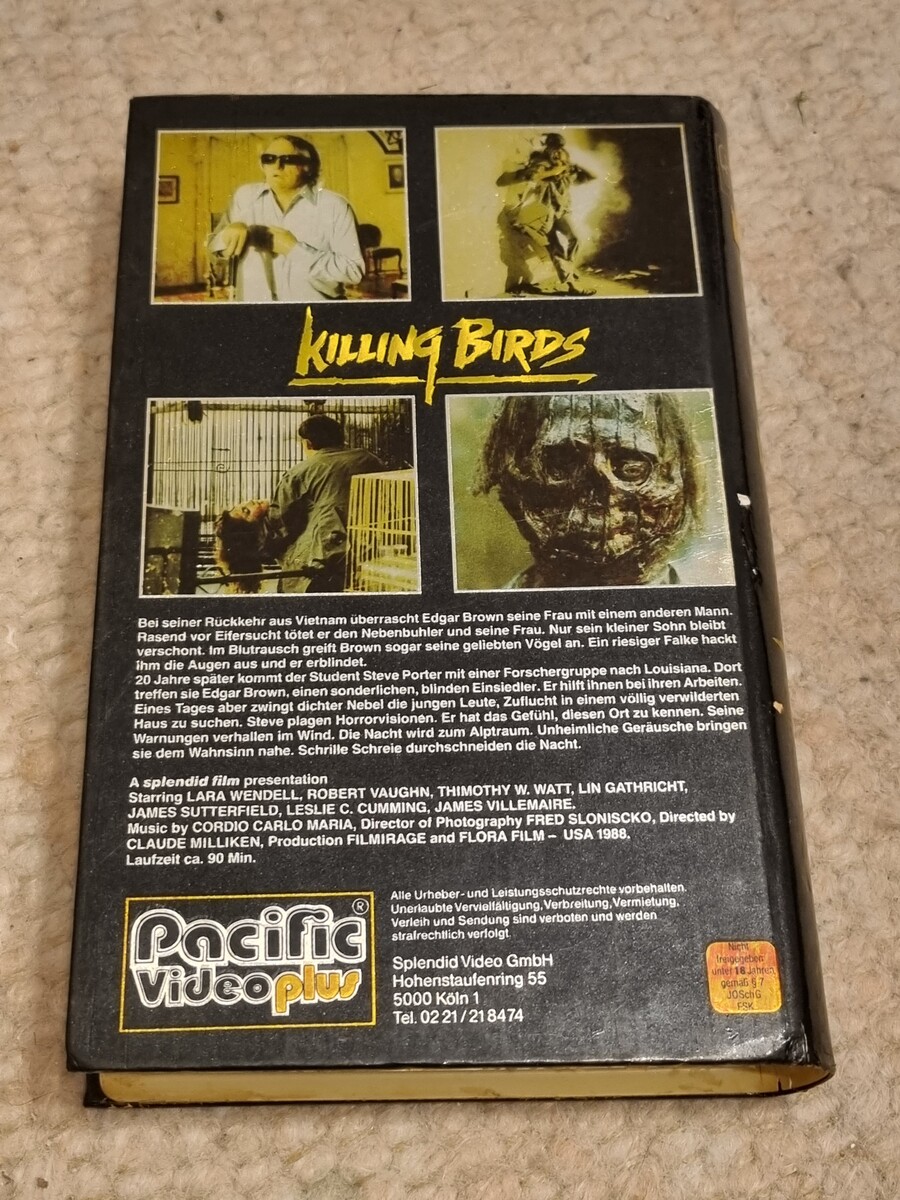 KILLING BIRDS
Bei seiner Rückkehr aus Vietnam überrascht Edgar Brown seine Frau mit einem anderen Mann.
Rasend vor Eifersucht tötet er den Nebenbuhler und seine Frau. Nur sein kleiner Sohn bleibt
verschont. Im Blutrausch greift Brown sogar seine geliebten Vögel an. Ein riesiger Falke hackt
ihm die Augen aus und er erblindet.
20 Jahre später kommt der Student Steve Porter mit einer Forschergruppe nach Louisiana. Dort
treffen sie Edgar Brown, einen sonderlichen, blinden Einsiedler. Er hilft ihnen bei ihren Arbeiten.
Eines Tages aber zwingt dichter Nebel die jungen Leute, Zuflucht in einem völlig verwilderten
Haus zu suchen. Steve plagen Horrorvisionen. Er hat das Gefühl, diesen Ort zu kennen. Seine
Warnungen verhallen im Wind. Die Nacht wird zum Alptraum. Unheimliche Geräusche bringen
sie dem Wahnsinn nahe. Schrille Schreie durchschneiden die Nacht.
A splendid film presentation
Starring LARA WENDELL, ROBERT VAUGHN, THIMOTHY W. WATT, LIN GATHRICHT,
JAMES SUTTERFIELD, LESLIE C. CUMMING, JAMES VILLEMAIRE.
Music by CORDIO CARLO MARIA, Director of Photography FRED SLONISCKO, Directed by
CLAUDE MILLIKEN, Production FILMIRAGE and FLORA FILM – USA 1988.
Laufzeit ca. 90 Min.
Pacific ®
Video plus
Alle Urheber- und Leistungsschutzrechte vorbehalten.
Unerlaubte Vervielfältigung, Verbreitung, Vermietung,
Verleih und Sendung sind verboten und werden
strafrechtlich verfolgt.
Splendid Video GmbH
Hohenstaufenring 55
5000 Köln 1
Tel. 02 21 / 21 84 74
Nicht
freigegeben
unter 18 Jahren
gemäß § 7
JÖSchG
FSK